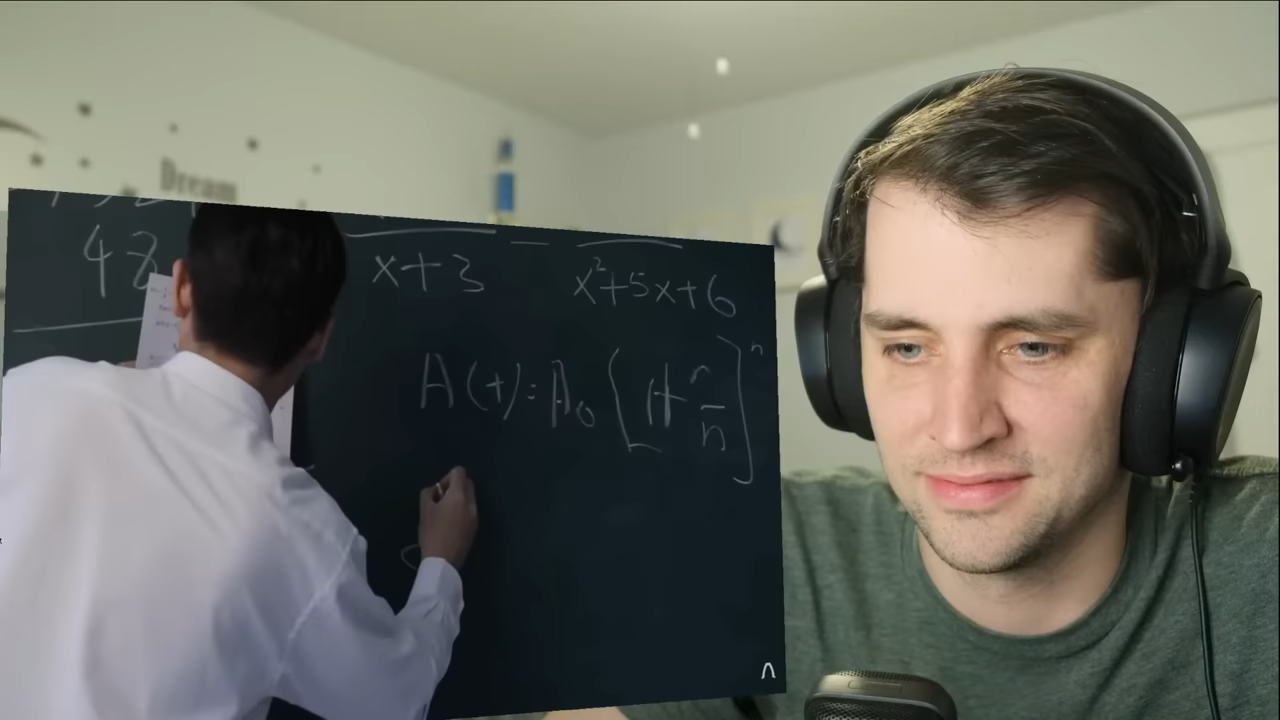 Dream
48
x+3
x²+5x+6
A(t)=A₀[1+r/n]ⁿ